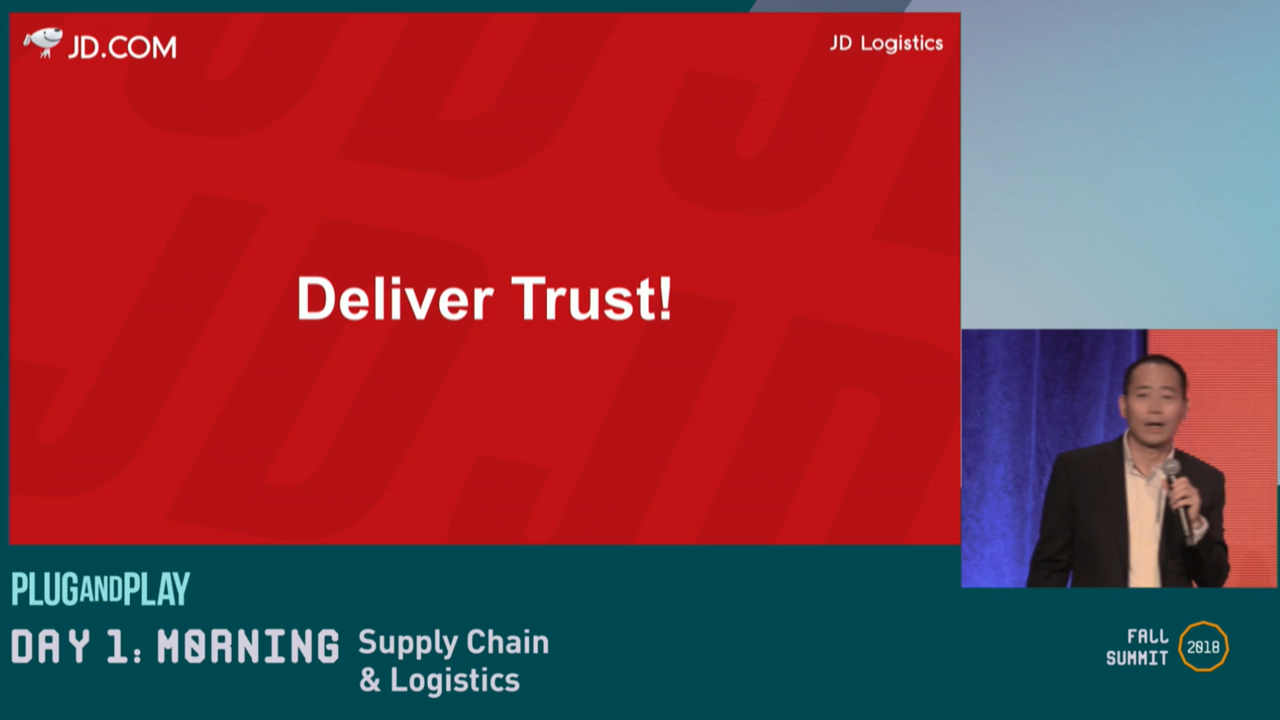 JD.COM
JD Logistics
Deliver Trust!
PLUGANDPLAY
DAY 1: MORNING
Supply Chain
& Logistics
FALL
SUMMIT
2018